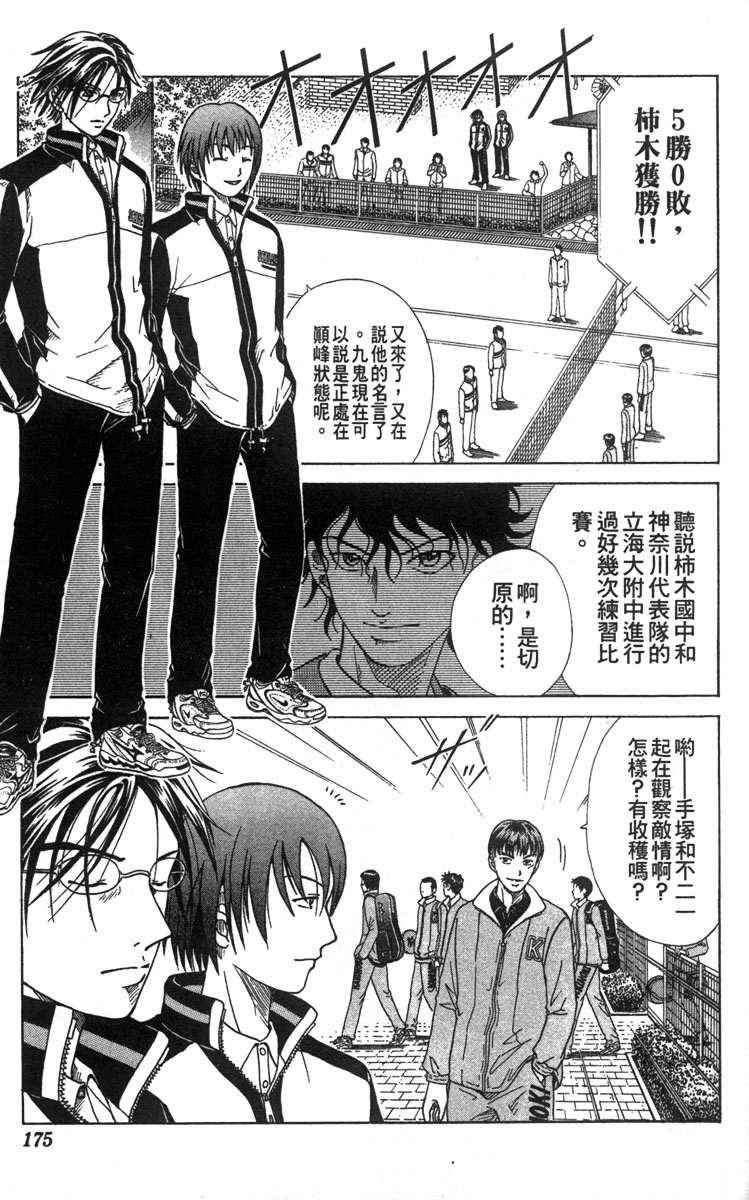 5勝0敗，
柿木獲勝!!
オオオオオ
又來了，又在
說他的名言了
。九鬼現在可
以說是正處在
巔峰狀態呢。
聽說柿木國中和
神奈川代表隊的
立海大附中進行
過好幾次練習比
賽。
啊，是切
原的……
喲──手塚和不二一
起在觀察敵情啊？
怎樣？有收穫嗎？
ザッ
K
NOKI
175